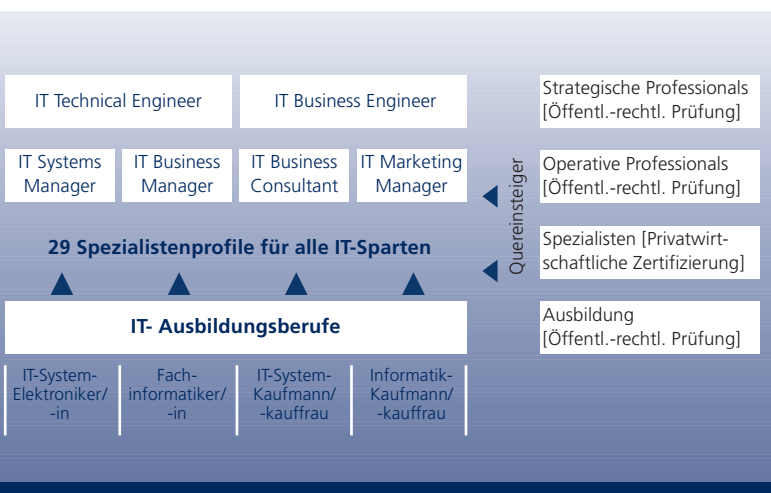 IT Technical Engineer
IT Business Engineer
Strategische Professionals
[Öffentl.-rechtl. Prüfung]
IT Systems
Manager
IT Business
Manager
IT Business
Consultant
IT Marketing
Manager
Quereinsteiger
Operative Professionals
[Öffentl.-rechtl. Prüfung]
29 Spezialistenprofile für alle IT-Sparten
Spezialisten [Privatwirt-
schaftliche Zertifizierung]
IT- Ausbildungsberufe
Ausbildung
[Öffentl.-rechtl. Prüfung]
IT-System-
Elektroniker/
-in
Fach-
informatiker/
-in
IT-System-
Kaufmann/
-kauffrau
Informatik-
Kaufmann/
-kauffrau